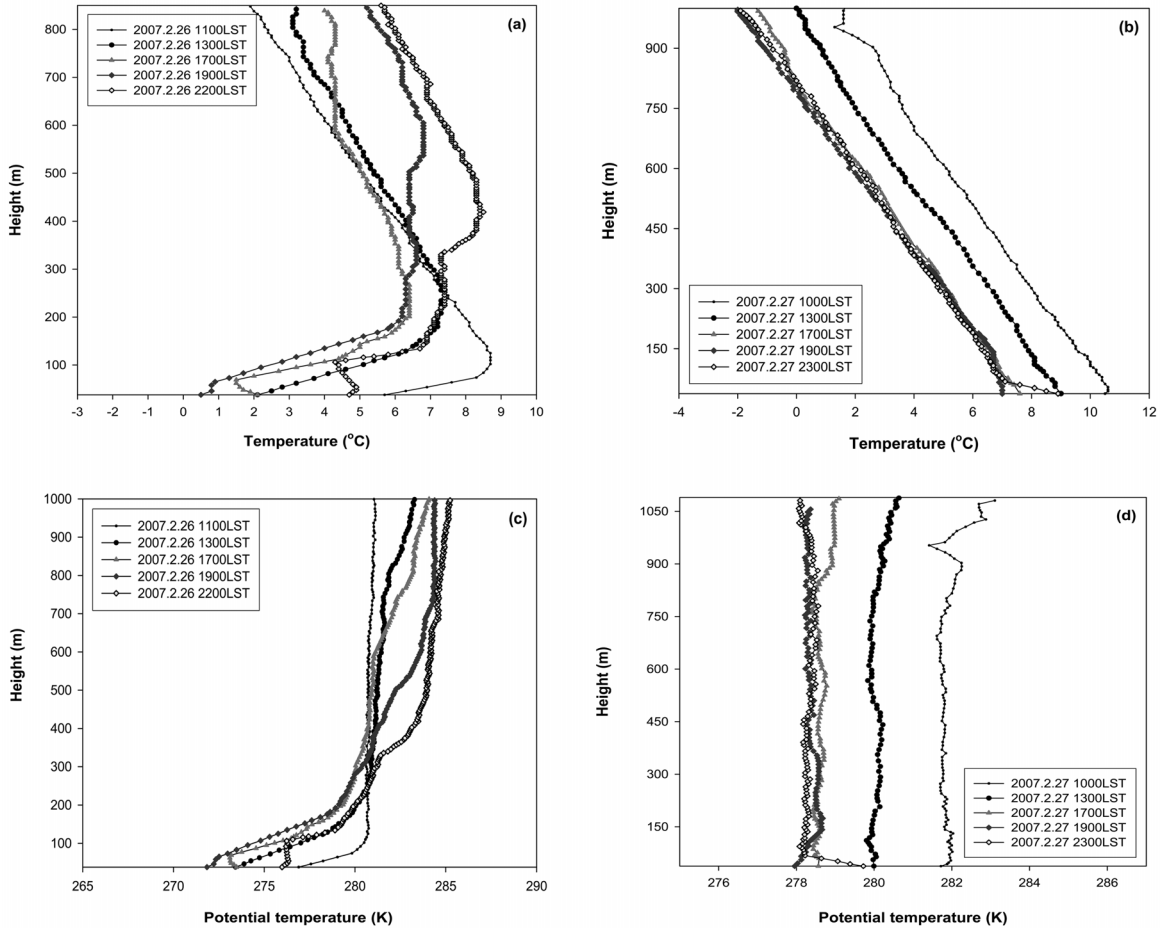 (a)
2007.2.26 1100LST
2007.2.26 1300LST
2007.2.26 1700LST
2007.2.26 1900LST
2007.2.26 2200LST
800
700
600
500
400
300
200
100
Height (m)
-3 -2 -1 0 1 2 3 4 5 6 7 8 9 10
Temperature (°C)
(b)
900
750
600
450
300
150
Height (m)
2007.2.27 1000LST
2007.2.27 1300LST
2007.2.27 1700LST
2007.2.27 1900LST
2007.2.27 2300LST
-4 -2 0 2 4 6 8 10 12
Temperature (°C)
(c)
2007.2.26 1100LST
2007.2.26 1300LST
2007.2.26 1700LST
2007.2.26 1900LST
2007.2.26 2200LST
1000
900
800
700
600
500
400
300
200
100
Height (m)
265 270 275 280 285 290
Potential temperature (K)
(d)
1050
900
750
600
450
300
150
Height (m)
2007.2.27 1000LST
2007.2.27 1300LST
2007.2.27 1700LST
2007.2.27 1900LST
2007.2.27 2300LST
276 278 280 282 284 286
Potential temperature (K)